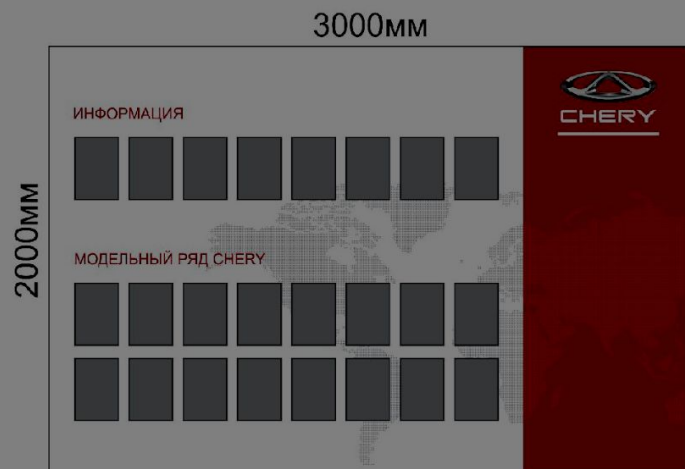 3000мм
CHERY
ИНФОРМАЦИЯ
2000мм
МОДЕЛЬНЫЙ РЯД CHERY